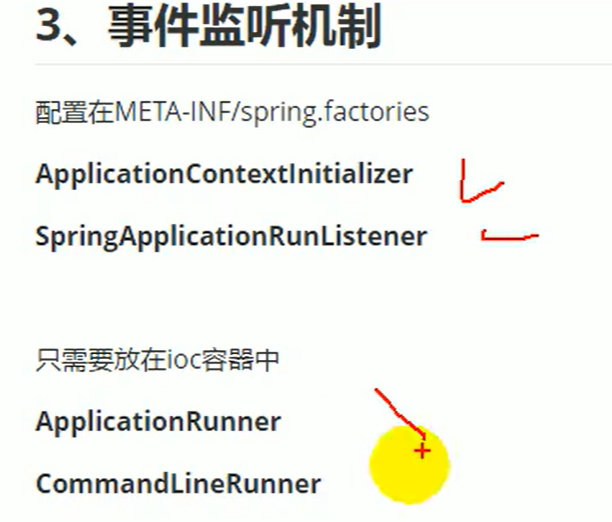 3、事件监听机制
配置在META-INF/spring.factories
ApplicationContextInitializer
SpringApplicationRunListener
只需要放在ioc容器中
ApplicationRunner
CommandLineRunner